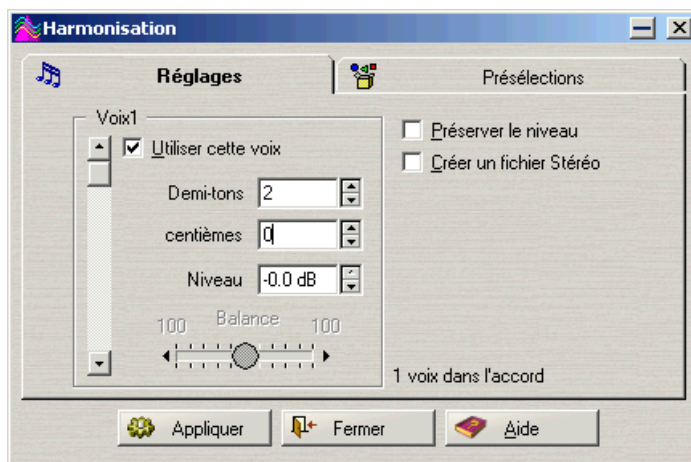 Harmonisation
Réglages
Présélections
Voix1
Utiliser cette voix
Préserver le niveau
Créer un fichier Stéréo
Demi-tons 2
centièmes 0
Niveau -0.0 dB
100 Balance 100
1 voix dans l'accord
Appliquer Fermer Aide